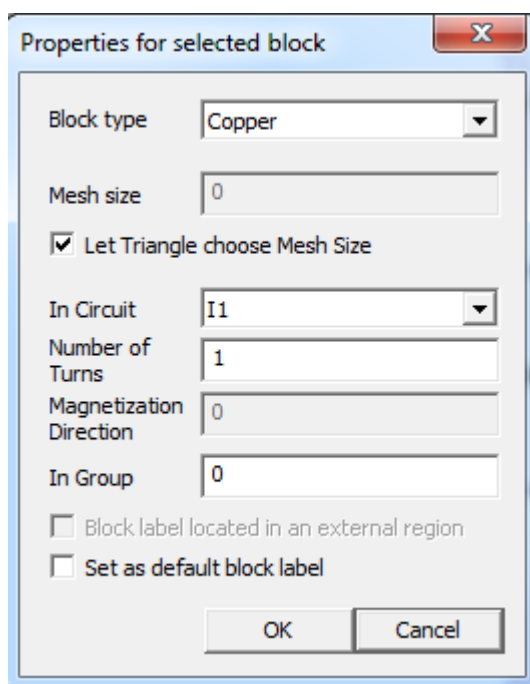 Properties for selected block
Block type Copper
Mesh size 0
Let Triangle choose Mesh Size
In Circuit I1
Number of
Turns 1
Magnetization
Direction 0
In Group 0
Block label located in an external region
Set as default block label
OK Cancel